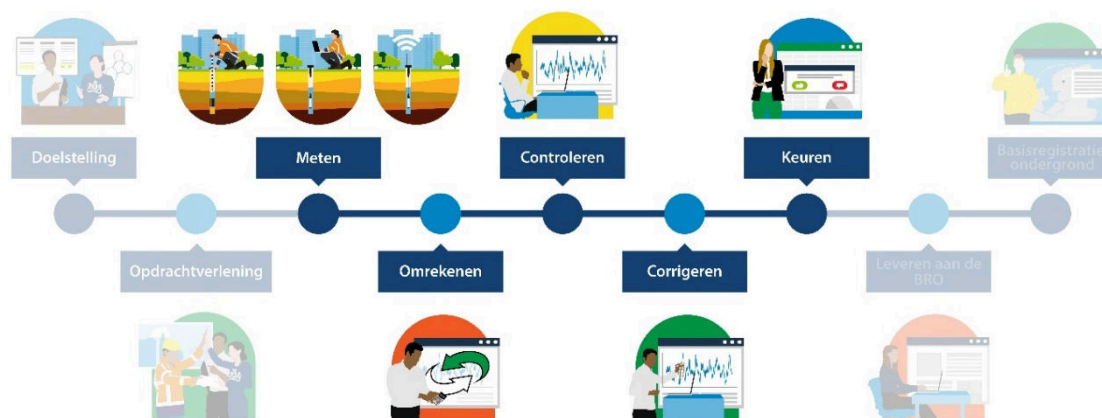 Doelstelling
Meten
Controleren
Keuren
Basisregistratie
ondergrond
Opdrachtverlening
Omrekenen
Corrigeren
Leveren aan de
BRO